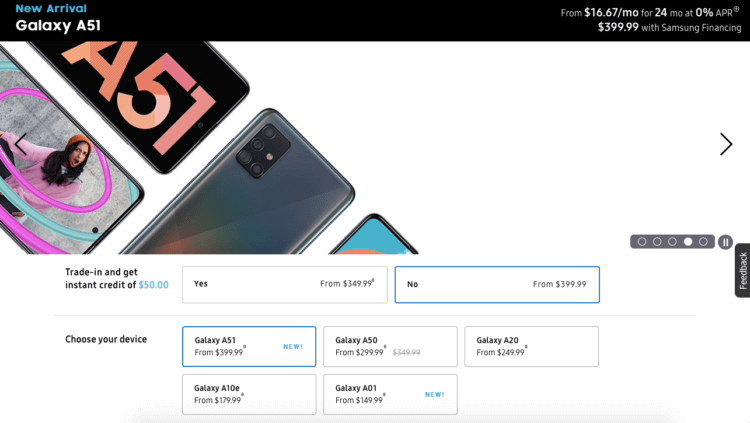 New Arrival
Galaxy A51
From $16.67/mo for 24 mo at 0% APR⊕
$399.99 with Samsung Financing
A51
Trade-in and get
instant credit of $50.00
Yes
From $349.99
No
From $399.99
Feedback
Choose your device
Galaxy A51
From $399.99
NEW!
Galaxy A50
From $299.99 $349.99
Galaxy A20
From $249.99
Galaxy A10e
From $179.99
Galaxy A01
From $149.99
NEW!